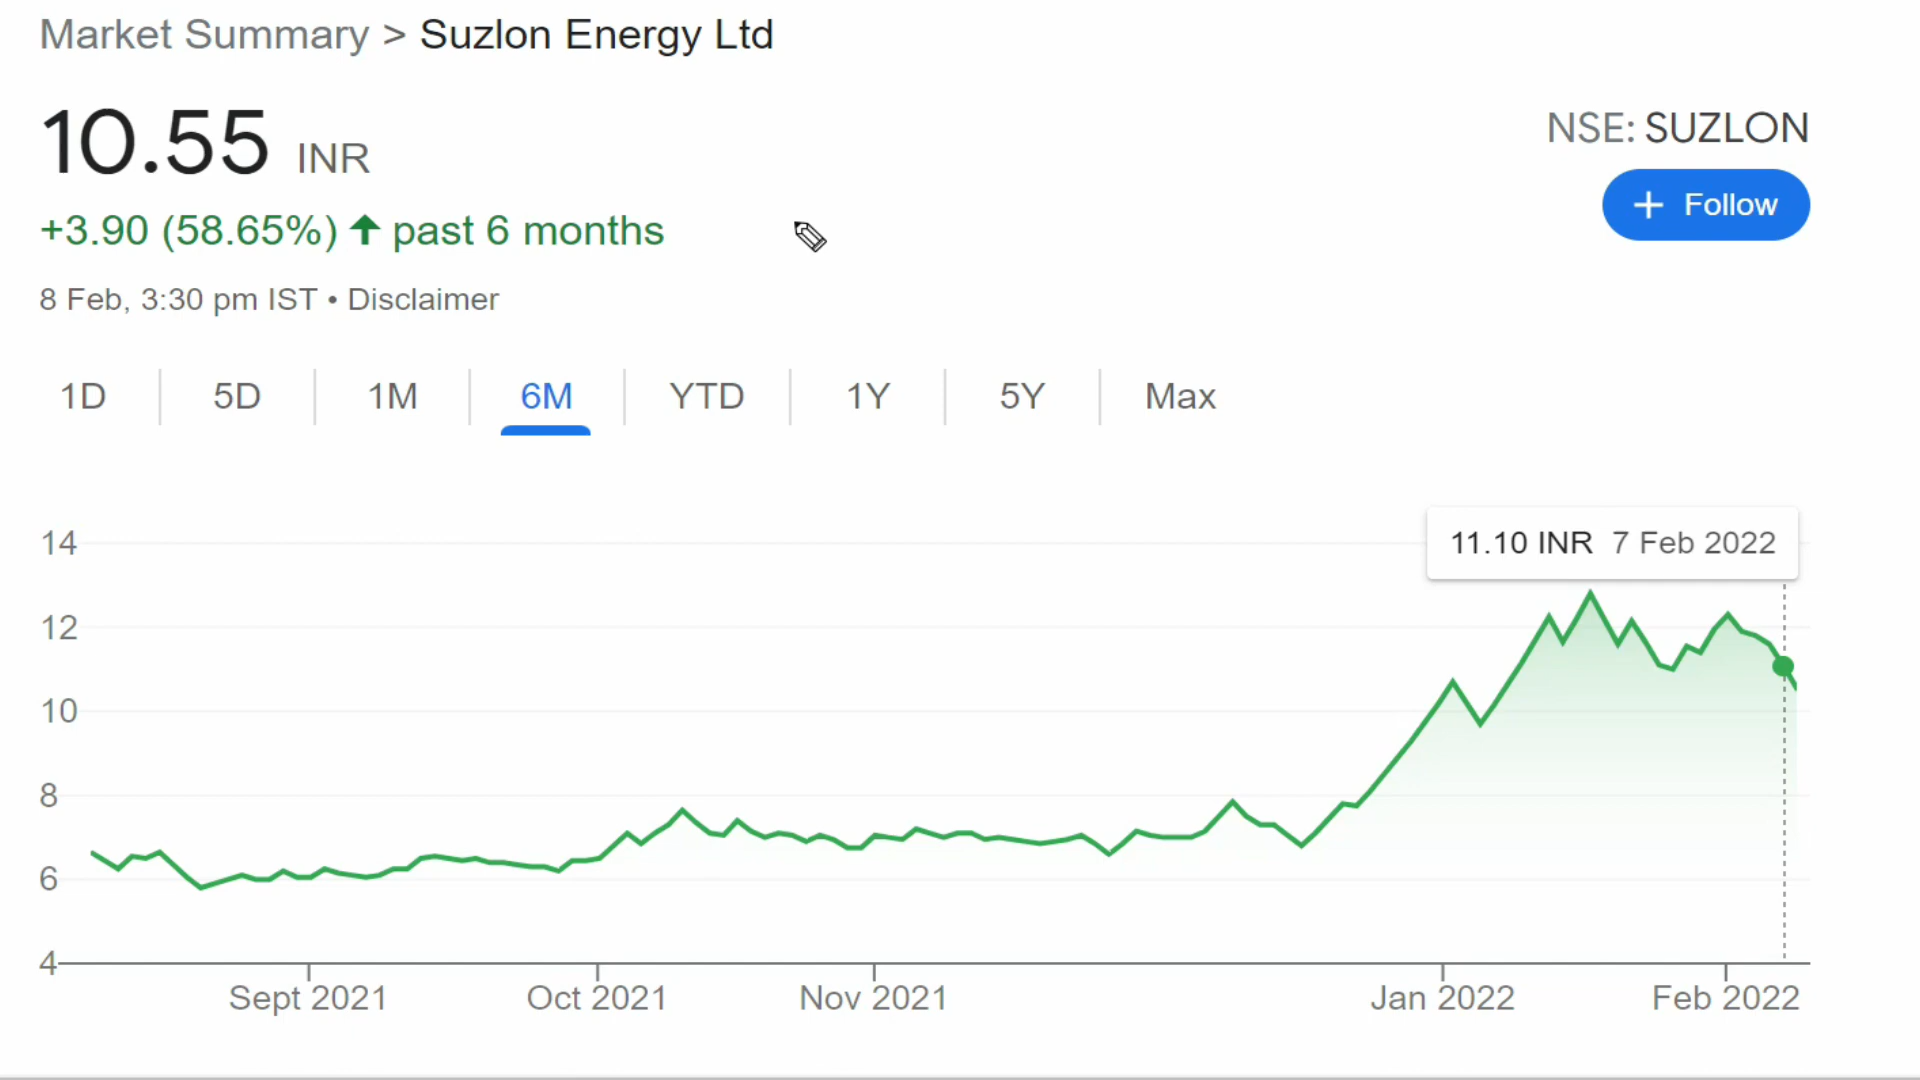 Market Summary > Suzlon Energy Ltd
10.55 INR
NSE: SUZLON
+ Follow
+3.90 (58.65%) ↑ past 6 months
8 Feb, 3:30 pm IST • Disclaimer
1D 5D 1M 6M YTD 1Y 5Y Max
11.10 INR 7 Feb 2022
14
12
10
8
6
4
Sept 2021 Oct 2021 Nov 2021 Jan 2022 Feb 2022